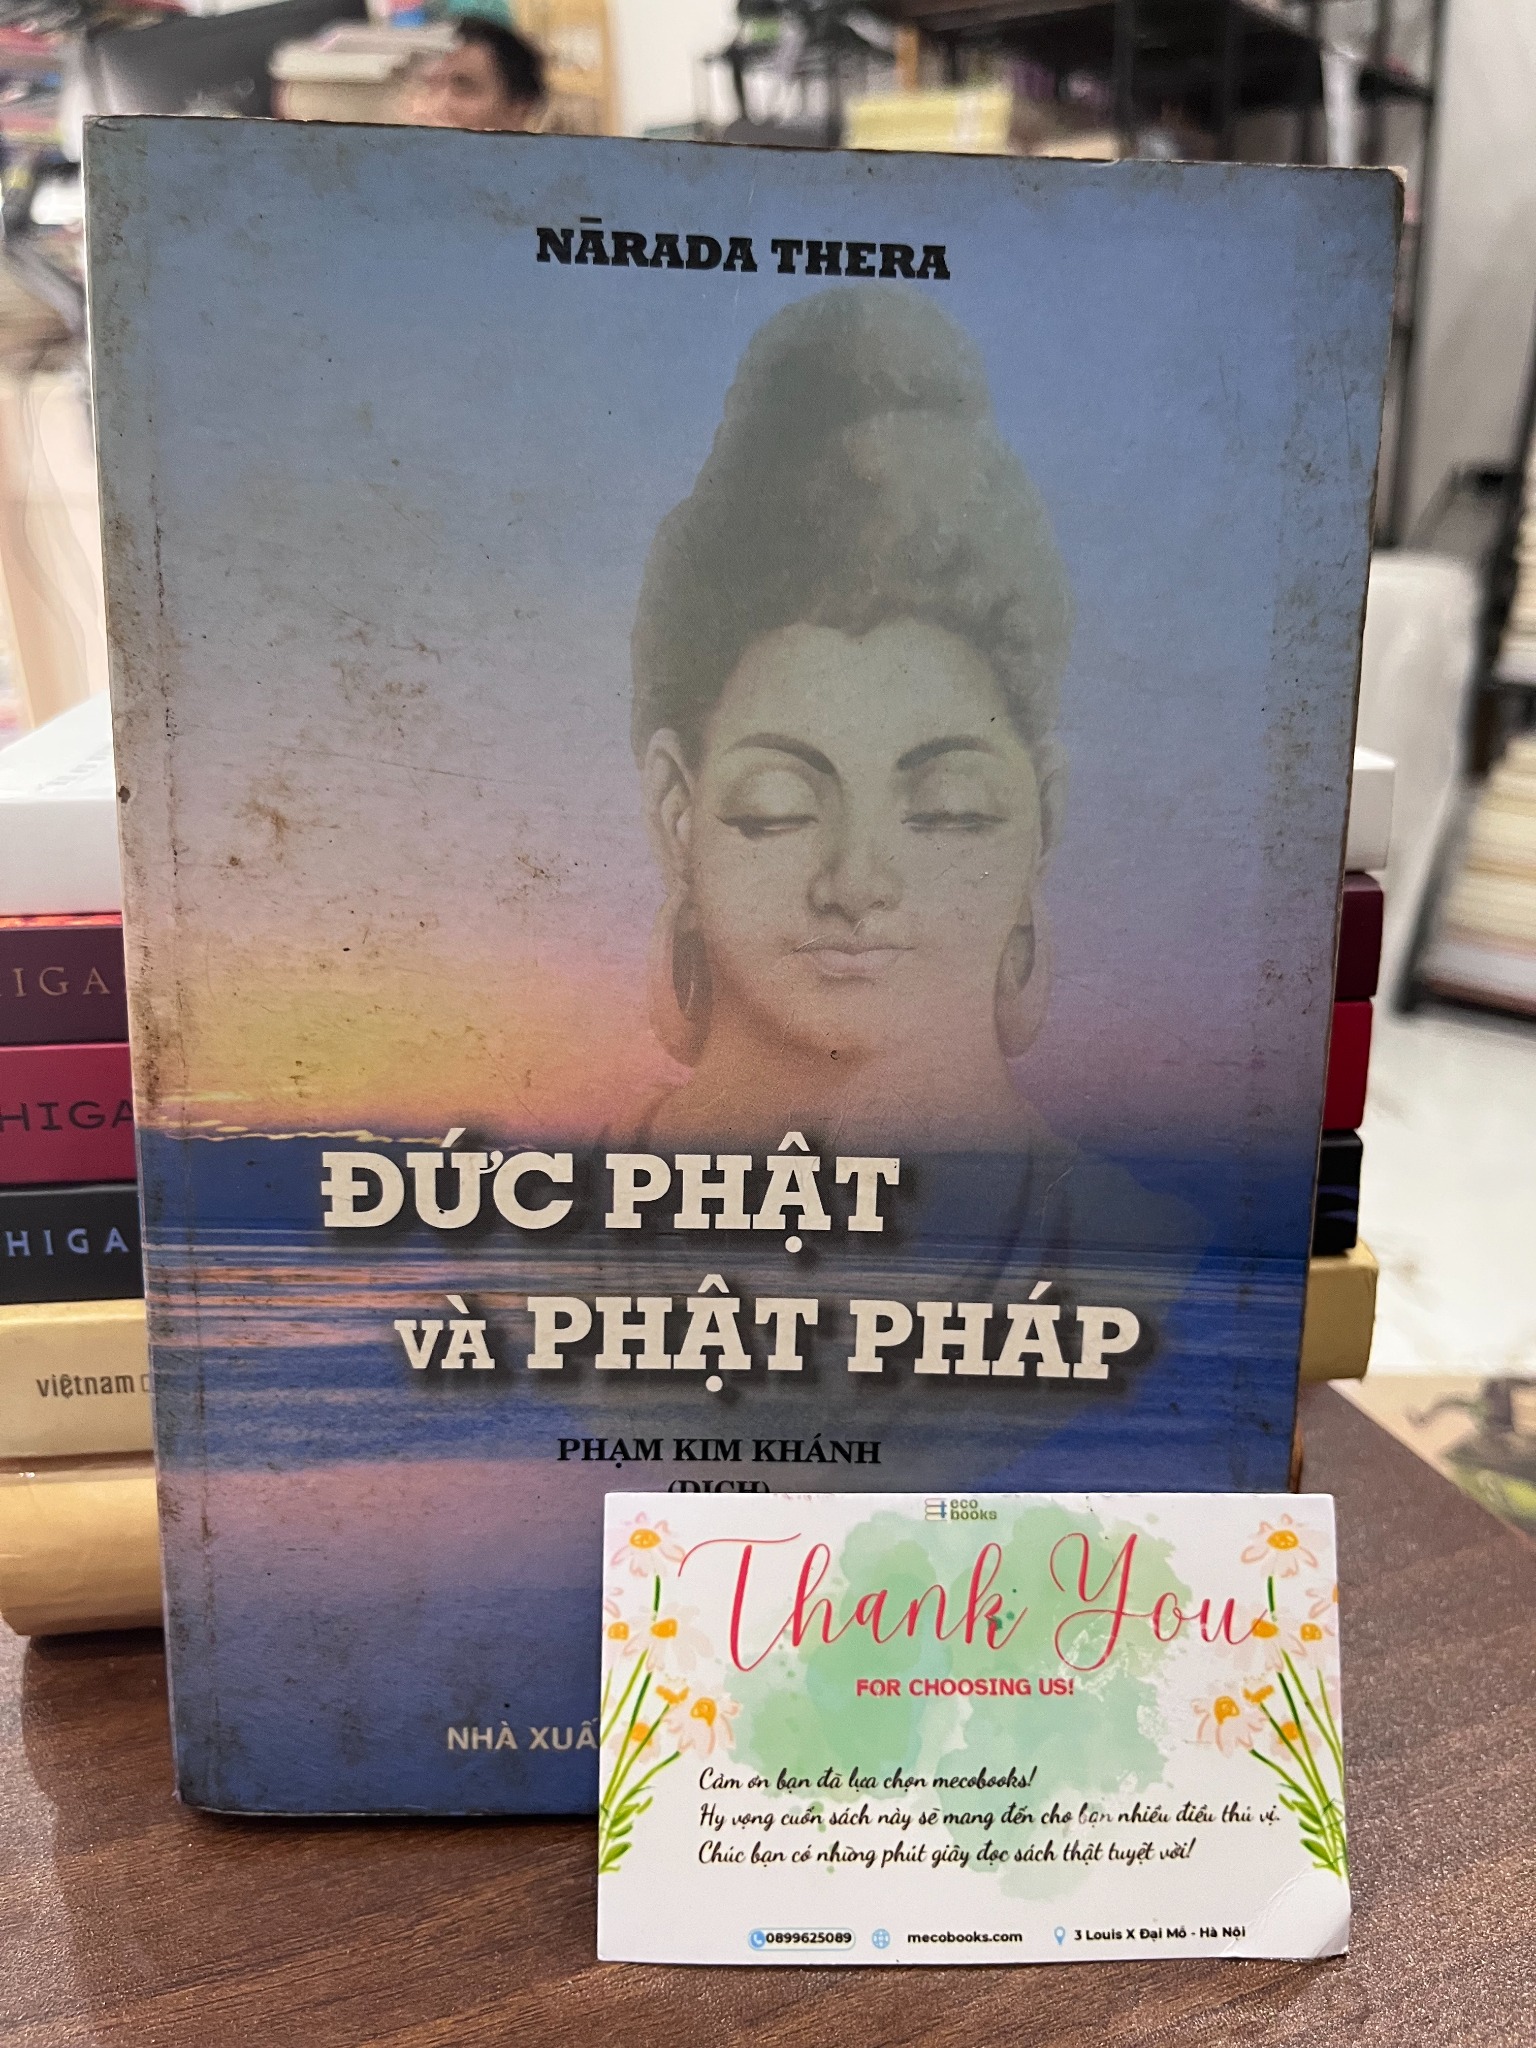 NĀRADA THERA
ĐỨC PHẬT
VÀ PHẬT PHÁP
PHẠM KIM KHÁNH
(DỊCH)
NHÀ XUẤ
IGA
HIGA
HIGA
việtnam
eco
books
Thank You
FOR CHOOSING US!
Cảm ơn bạn đã lựa chọn mecobooks!
Hy vọng cuốn sách này sẽ mang đến cho bạn nhiều điều thú vị.
Chúc bạn có những phút giây đọc sách thật tuyệt vời!
0899625089 mecobooks.com 3 Louis X Đại Mỗ - Hà Nội